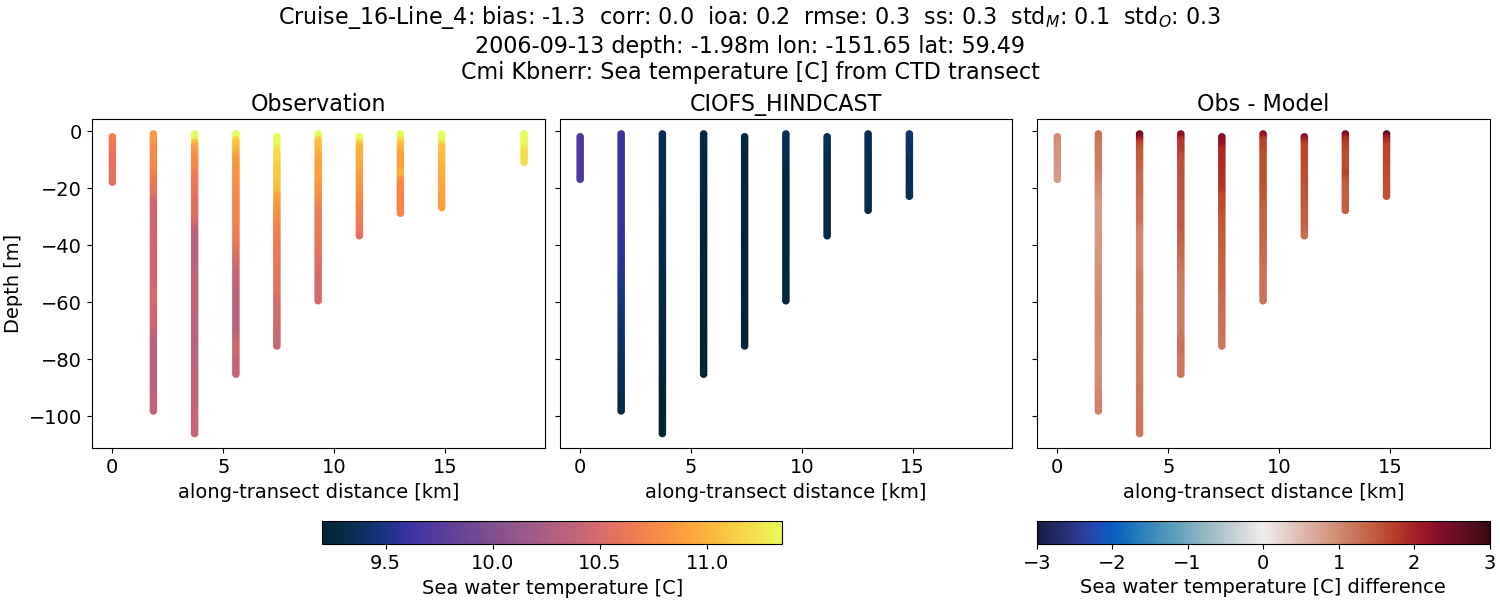 Cruise_16-Line_4: bias: -1.3  corr: 0.0  ioa: 0.2  rmse: 0.3  ss: 0.3  std_M: 0.1  std_O: 0.3
2006-09-13 depth: -1.98m lon: -151.65 lat: 59.49
Cmi Kbnerr: Sea temperature [C] from CTD transect
Observation
CIOFS_HINDCAST
Obs - Model
Depth [m]
0
−20
−40
−60
−80
−100
0 5 10 15
0 5 10 15
0 5 10 15
along-transect distance [km]
along-transect distance [km]
along-transect distance [km]
9.5 10.0 10.5 11.0
Sea water temperature [C]
−3 −2 −1 0 1 2 3
Sea water temperature [C] difference